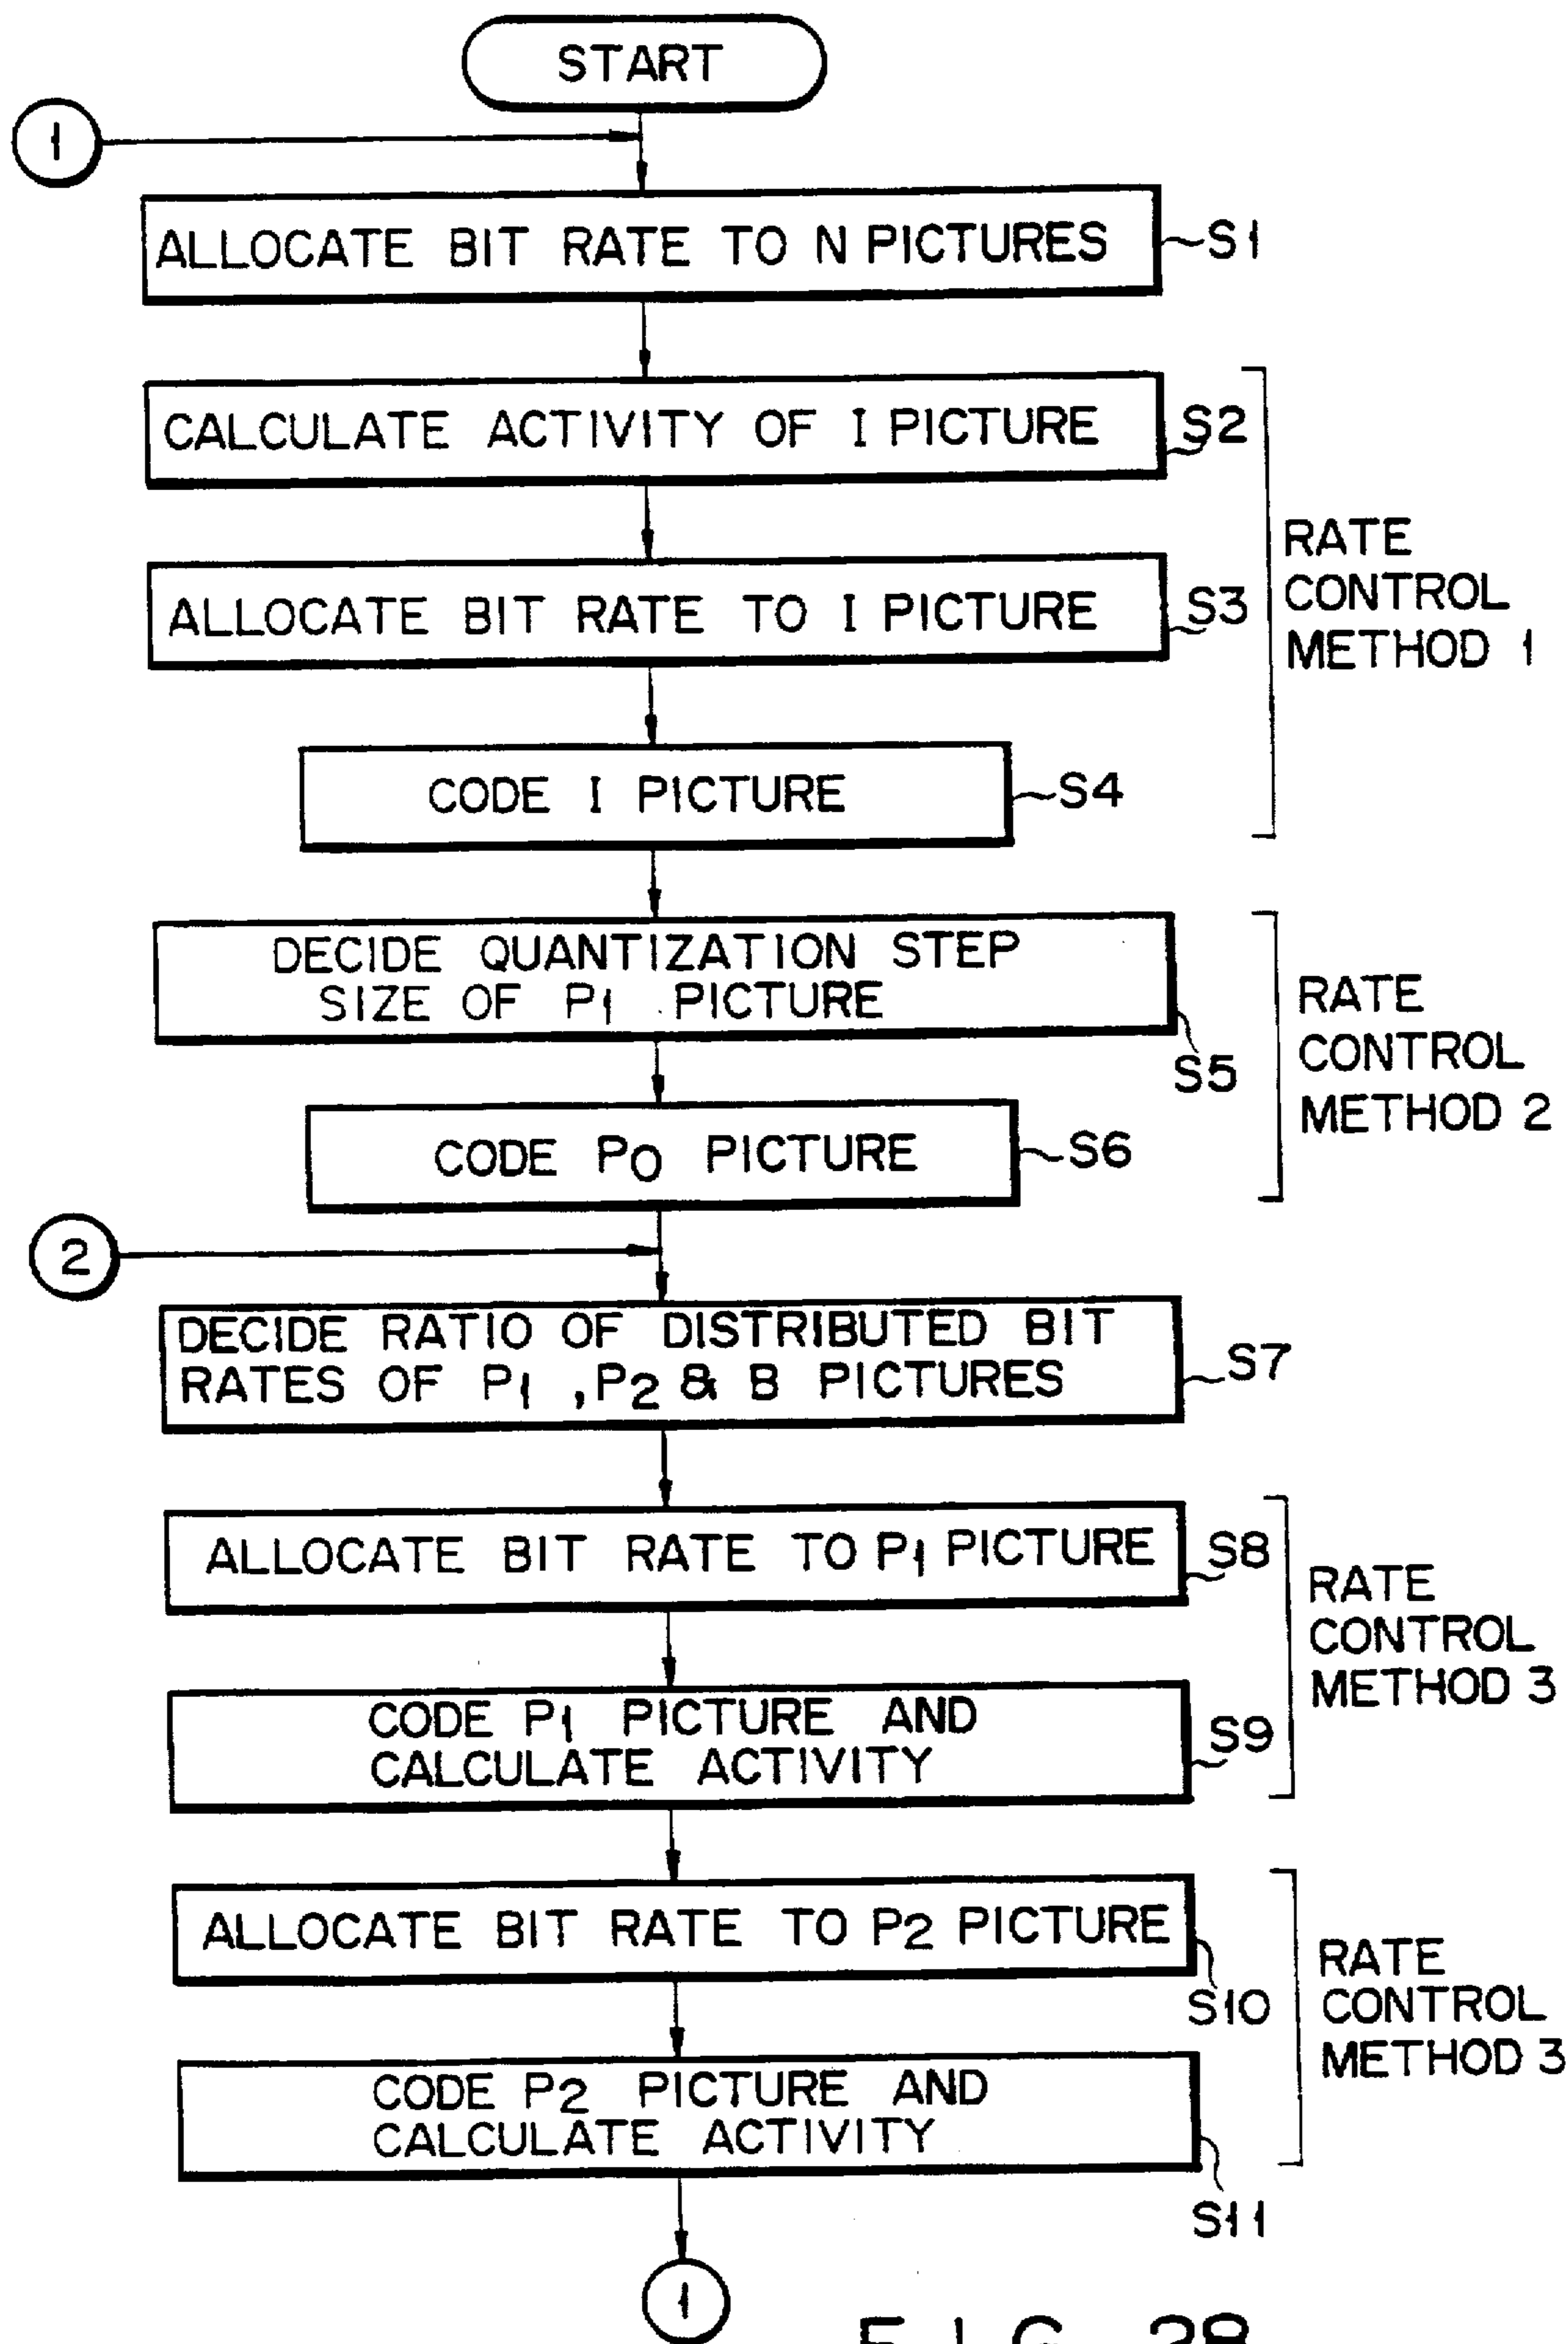 START
1
ALLOCATE BIT RATE TO N PICTURES
S1
CALCULATE ACTIVITY OF I PICTURE
S2
ALLOCATE BIT RATE TO I PICTURE
S3
RATE
CONTROL
METHOD 1
CODE I PICTURE
S4
DECIDE QUANTIZATION STEP
SIZE OF P1 PICTURE
S5
RATE
CONTROL
METHOD 2
CODE P0 PICTURE
S6
2
DECIDE RATIO OF DISTRIBUTED BIT
RATES OF P1 , P2 & B PICTURES
S7
ALLOCATE BIT RATE TO P1 PICTURE
S8
RATE
CONTROL
METHOD 3
CODE P1 PICTURE AND
CALCULATE ACTIVITY
S9
ALLOCATE BIT RATE TO P2 PICTURE
S10
RATE
CONTROL
METHOD 3
CODE P2 PICTURE AND
CALCULATE ACTIVITY
S11
1
FIG. 28